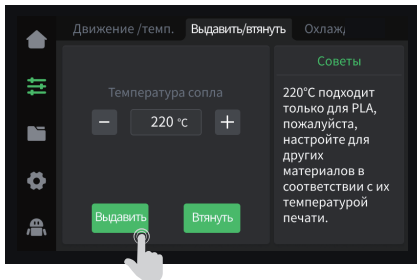 Движение /темп. Выдавить/втянуть Охлаж
Советы
Температура сопла
220 °C
220°C подходит
только для PLA,
пожалуйста,
настройте для
других
материалов в
соответствии с их
температурой
печати.
Выдавить Втянуть